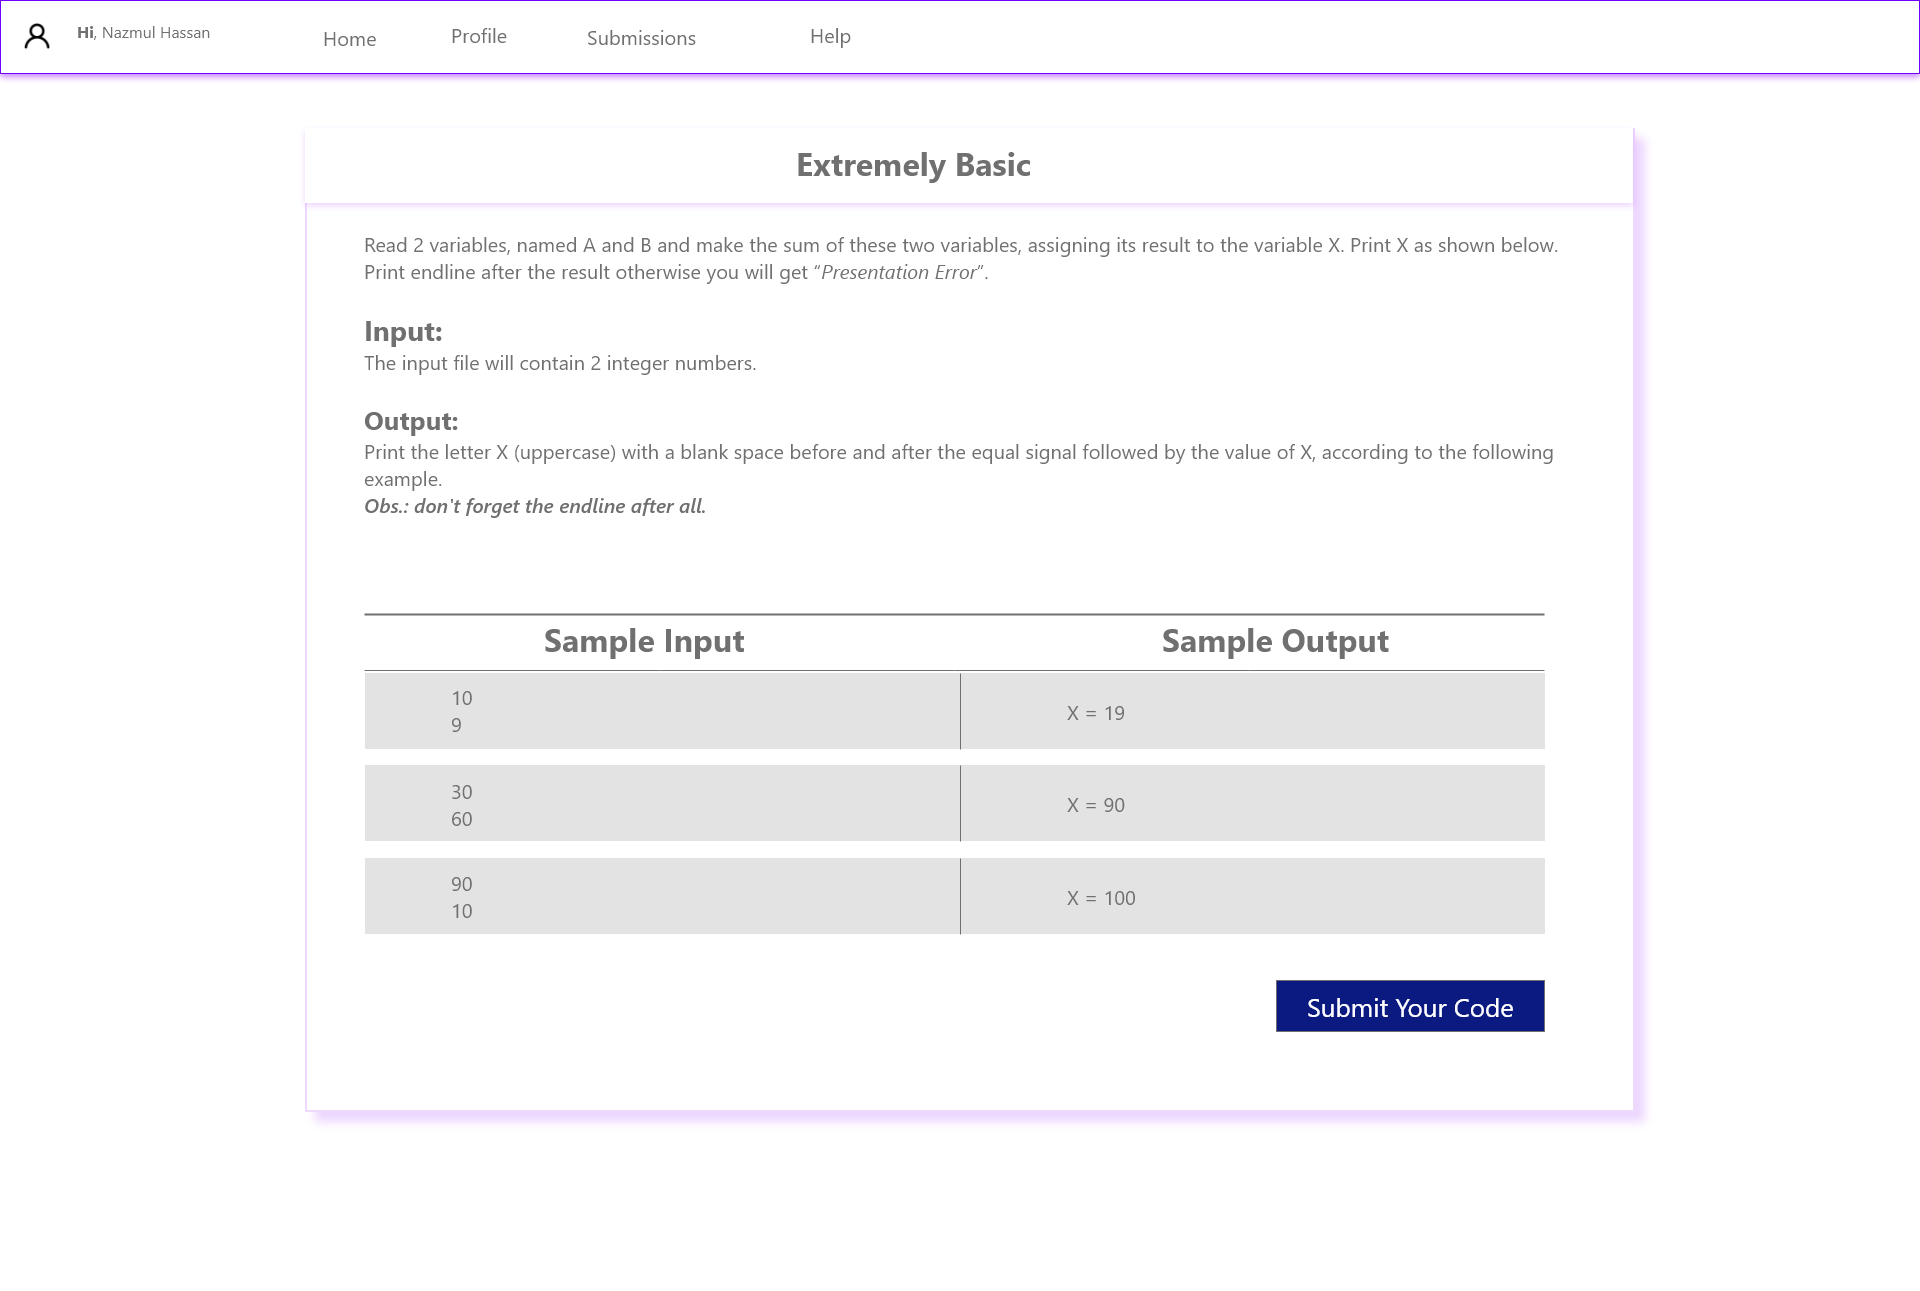 Hi, Nazmul Hassan
Home
Profile
Submissions
Help
Extremely Basic
Read 2 variables, named A and B and make the sum of these two variables, assigning its result to the variable X. Print X as shown below.
Print endline after the result otherwise you will get “Presentation Error”.
Input:
The input file will contain 2 integer numbers.
Output:
Print the letter X (uppercase) with a blank space before and after the equal signal followed by the value of X, according to the following
example.
Obs.: don't forget the endline after all.
Sample Input
Sample Output
10
9
X = 19
30
60
X = 90
90
10
X = 100
Submit Your Code